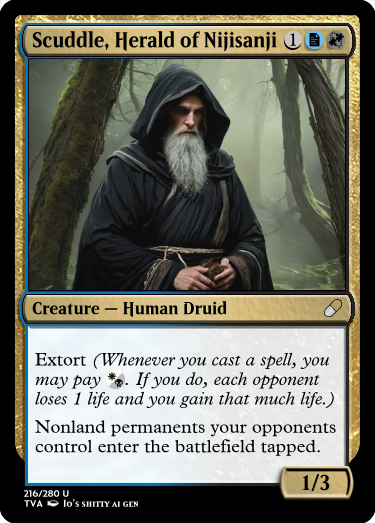 Scuddle, Herald of Nijisanji 1
Creature — Human Druid
Extort (Whenever you cast a spell, you
may pay . If you do, each opponent
loses 1 life and you gain that much life.)
Nonland permanents your opponents
control enter the battlefield tapped.
1/3
216/280 U
TVA Io's shitty ai gen